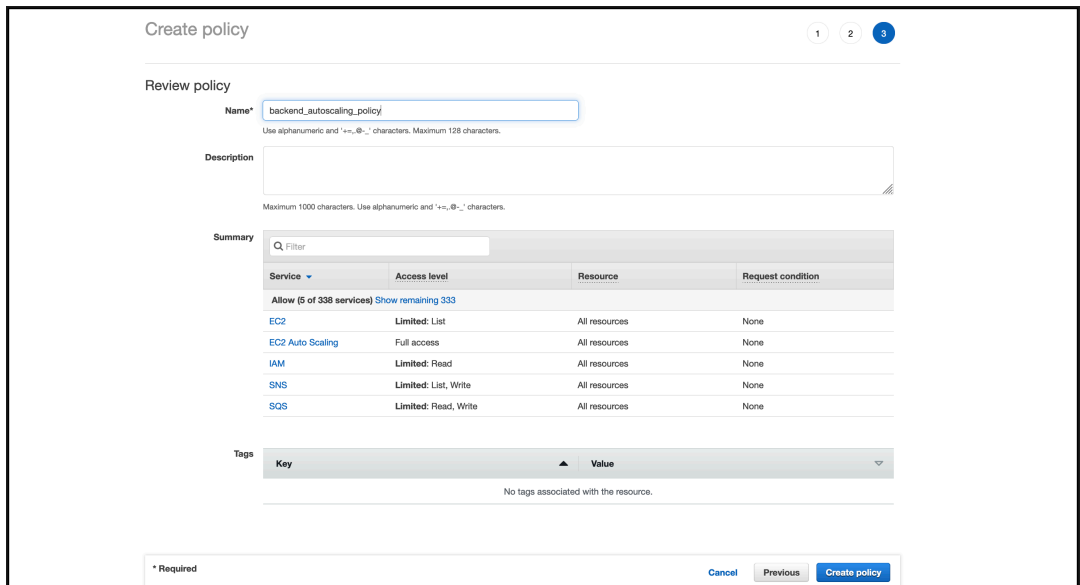 Create policy
1 2 3
Review policy
Name* backend_autoscaling_policy
Use alphanumeric and '+=,.@-_' characters. Maximum 128 characters.
Description
Maximum 1000 characters. Use alphanumeric and '+=,.@-_' characters.
Summary Filter
Service Access level Resource Request condition
Allow (5 of 338 services) Show remaining 333
EC2 Limited: List All resources None
EC2 Auto Scaling Full access All resources None
IAM Limited: Read All resources None
SNS Limited: List, Write All resources None
SQS Limited: Read, Write All resources None
Tags Key Value
No tags associated with the resource.
* Required Cancel Previous Create policy